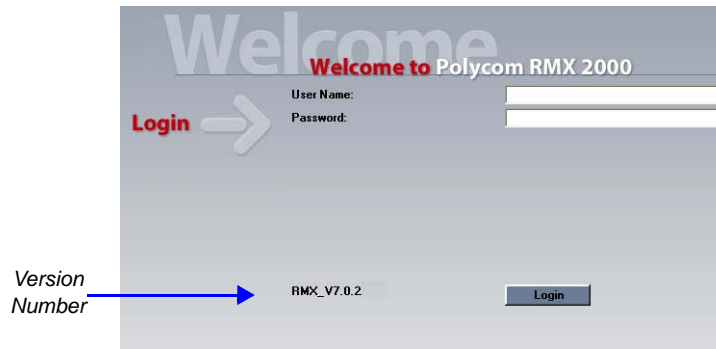 Welcome
Welcome to Polycom RMX 2000
User Name:
Login
Password:
Version
Number
RMX_V7.0.2
Login